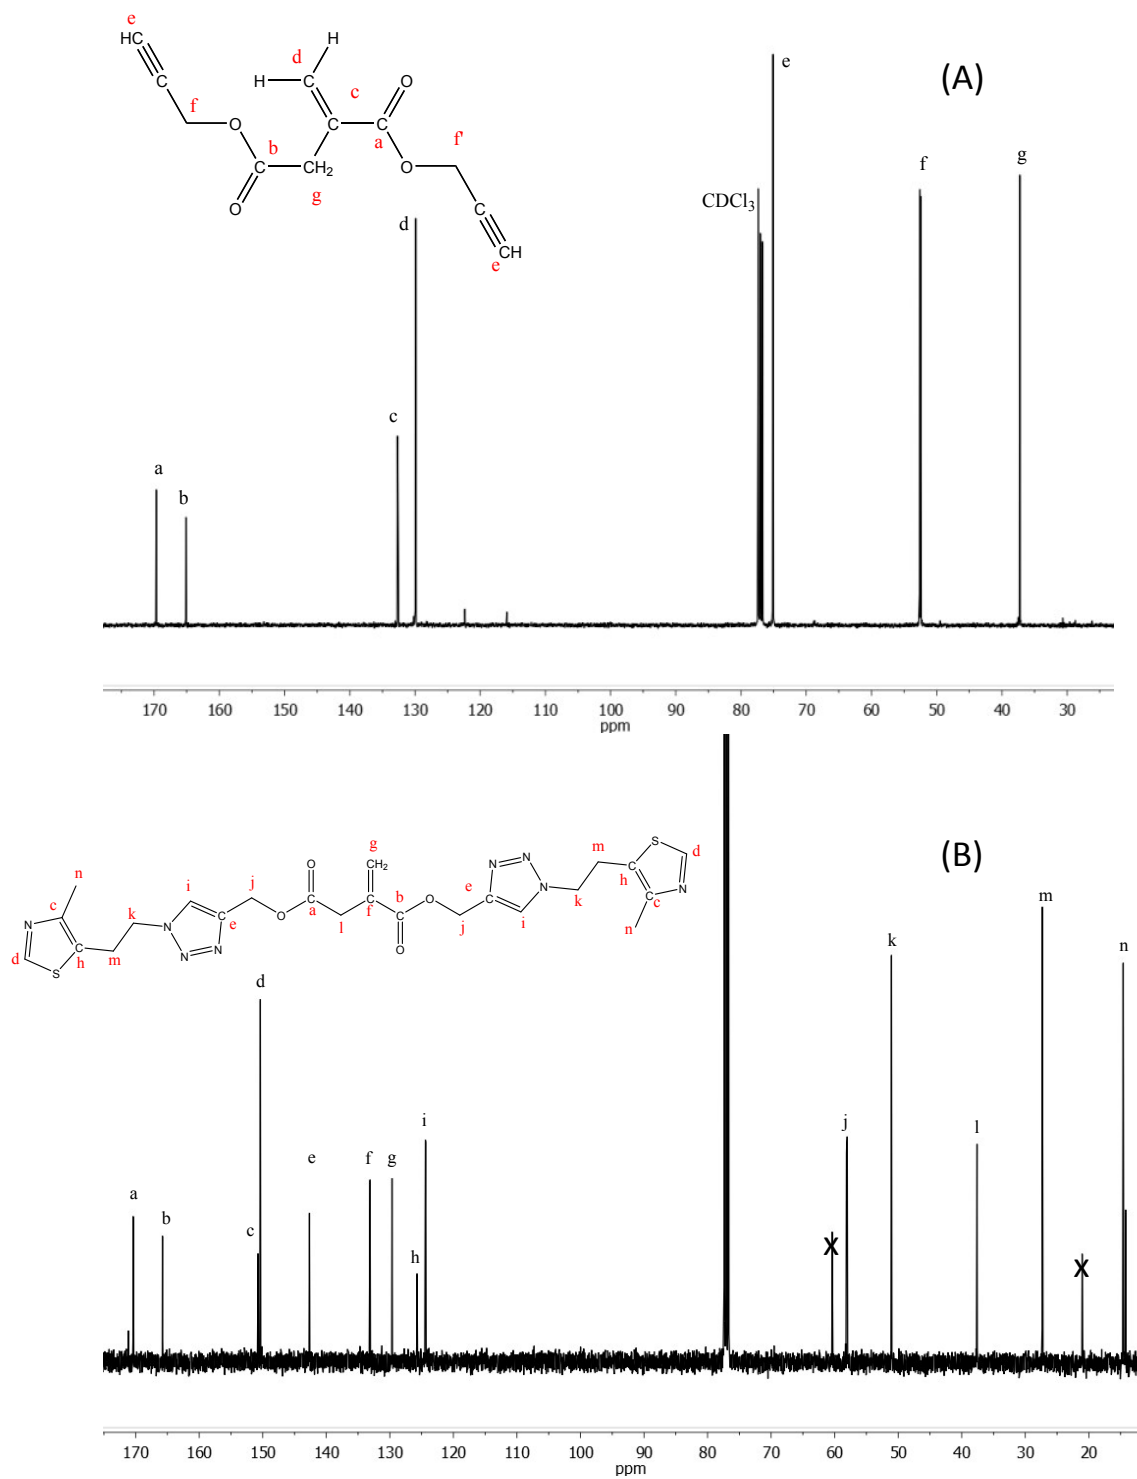 e
HC
C
f
O
b
C
O
H
H
d
C
c
C
CH₂
g
C
a
O
O
f'
C
CH
e
(A)
a
b
c
d
CDCl₃
e
f
g
170 160 150 140 130 120 110 100 90 80 70 60 50 40 30
ppm
n
c
N
d
S
h
C
m
k
N
N
N
i
e
j
O
O
a
l
g
CH₂
C
f
b
C
O
O
j
e
N
N
N
i
k
m
S
d
N
h
C
C
c
n
(B)
a
b
c
d
e
f
g
h
i
j
k
l
m
n
X
X
170 160 150 140 130 120 110 100 90 80 70 60 50 40 30 20
ppm